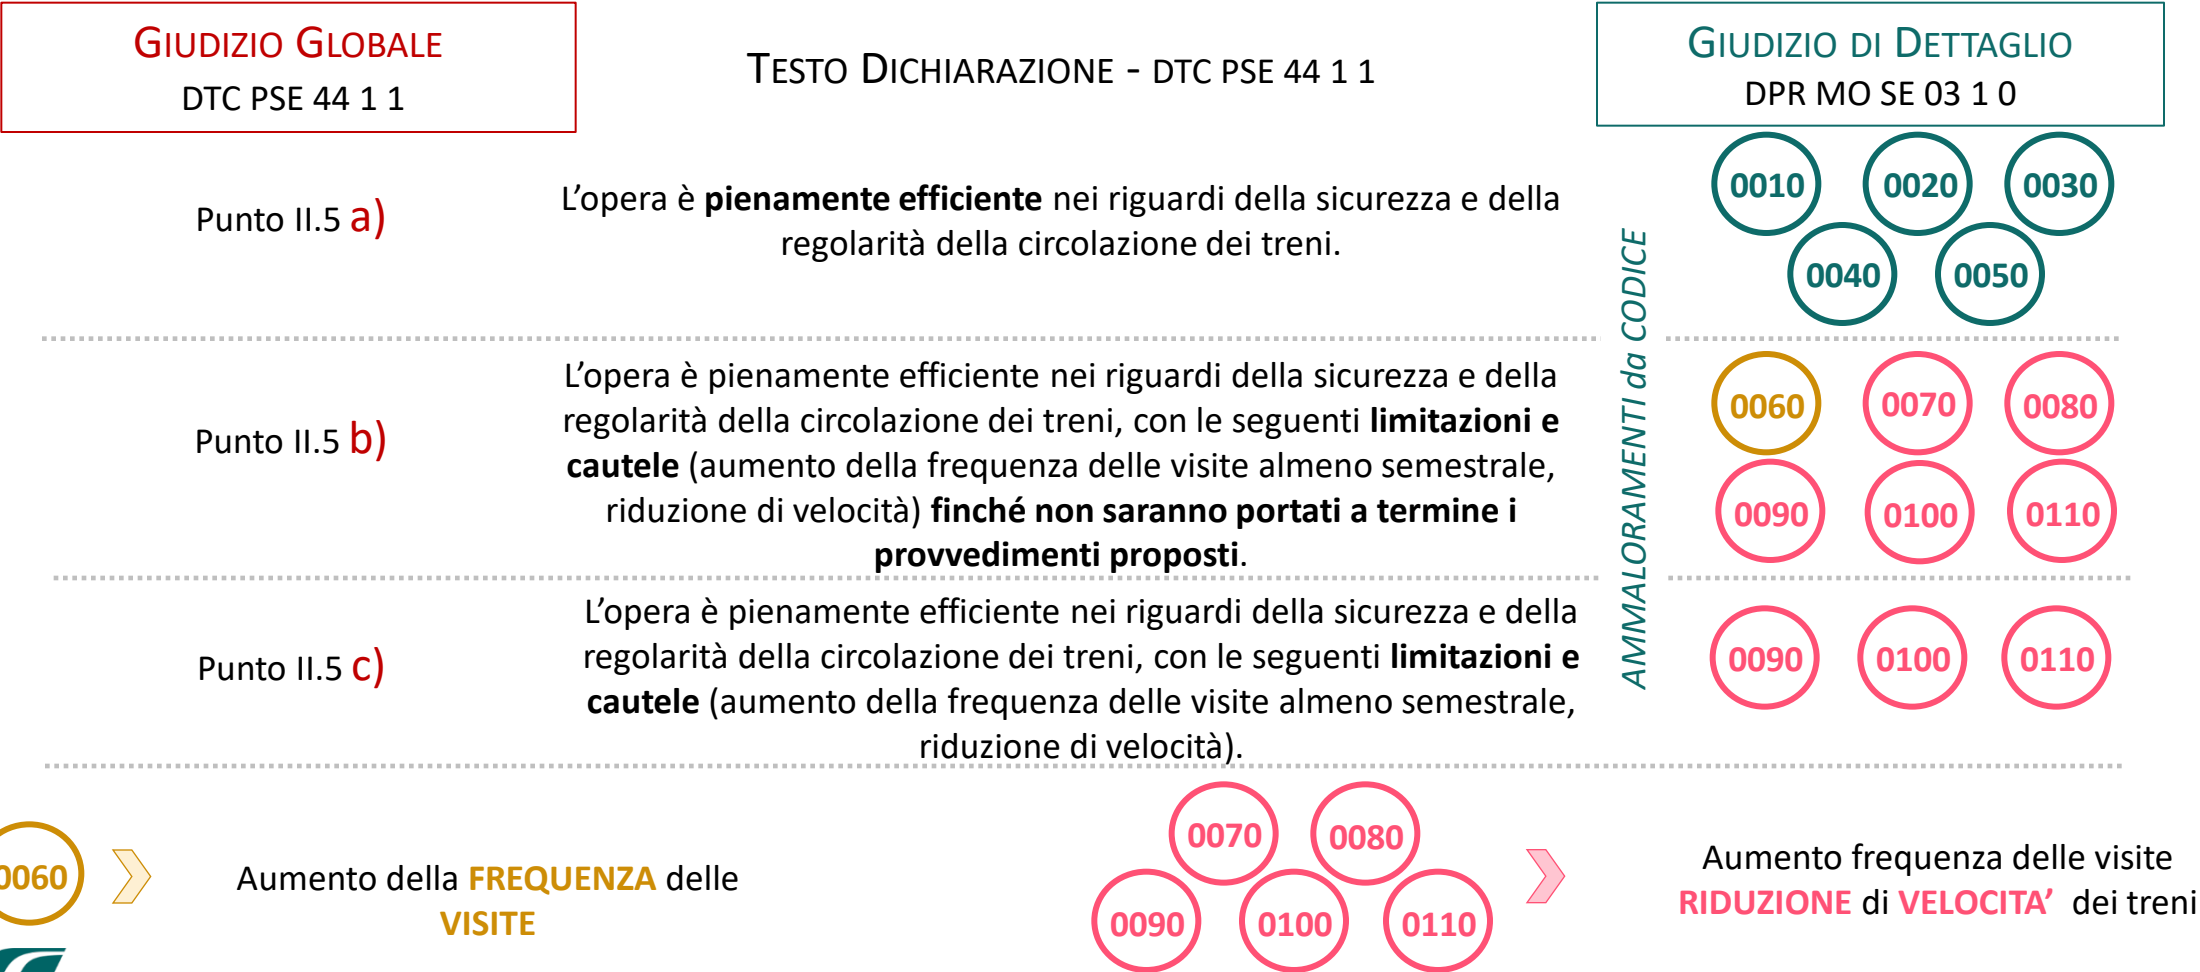 GIUDIZIO GLOBALE
DTC PSE 44 1 1
TESTO DICHIARAZIONE - DTC PSE 44 1 1
GIUDIZIO DI DETTAGLIO
DPR MO SE 03 1 0
Punto II.5 a)
L'opera è pienamente efficiente nei riguardi della sicurezza e della
regolarità della circolazione dei treni.
0010 0020 0030
0040 0050
AMMALORAMENTI da CODICE
Punto II.5 b)
L'opera è pienamente efficiente nei riguardi della sicurezza e della
regolarità della circolazione dei treni, con le seguenti limitazioni e
cautele (aumento della frequenza delle visite almeno semestrale,
riduzione di velocità) finché non saranno portati a termine i
provvedimenti proposti.
0060 0070 0080
0090 0100 0110
Punto II.5 c)
L'opera è pienamente efficiente nei riguardi della sicurezza e della
regolarità della circolazione dei treni, con le seguenti limitazioni e
cautele (aumento della frequenza delle visite almeno semestrale,
riduzione di velocità).
0090 0100 0110
0060
Aumento della FREQUENZA delle
VISITE
0070 0080
0090 0100 0110
Aumento frequenza delle visite
RIDUZIONE di VELOCITA' dei treni